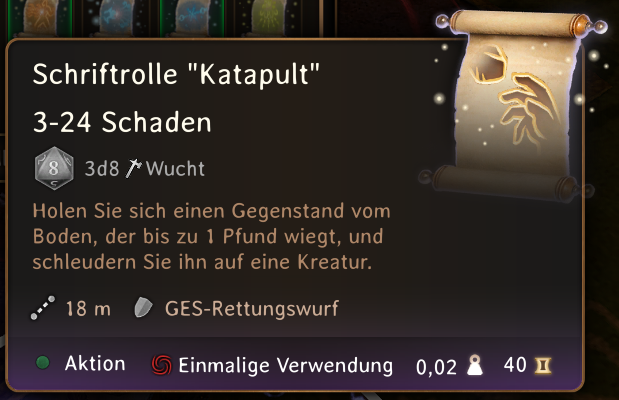 Schriftrolle "Katapult"
3-24 Schaden
8 3d8 Wucht
Holen Sie sich einen Gegenstand vom
Boden, der bis zu 1 Pfund wiegt, und
schleudern Sie ihn auf eine Kreatur.
18 m GES-Rettungswurf
Aktion Einmalige Verwendung 0,02 40